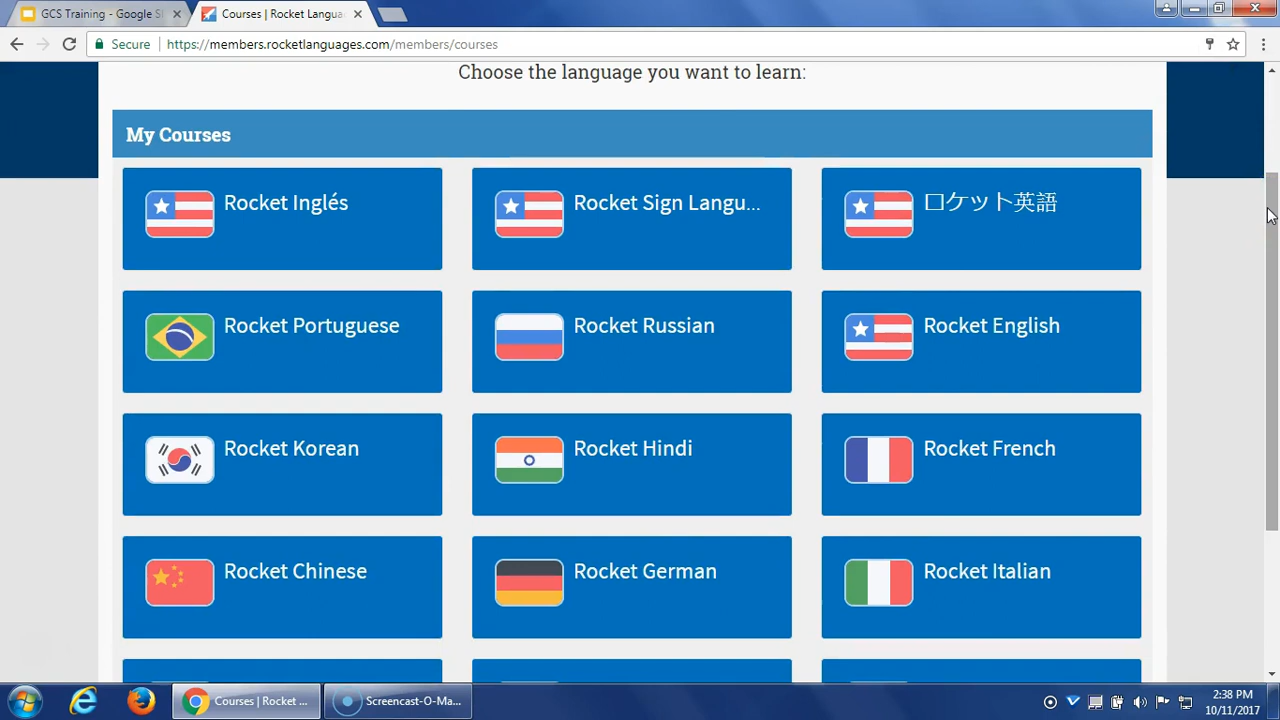 GCS Training - Google S
Courses | Rocket Langua
Secure
https://members.rocketlanguages.com/members/courses
Choose the language you want to learn:
My Courses
Rocket Inglés
Rocket Sign Langu...
ロケット英語
Rocket Portuguese
Rocket Russian
Rocket English
Rocket Korean
Rocket Hindi
Rocket French
Rocket Chinese
Rocket German
Rocket Italian
Courses | Rocket ...
Screencast-O-Ma...
2:38 PM
10/11/2017